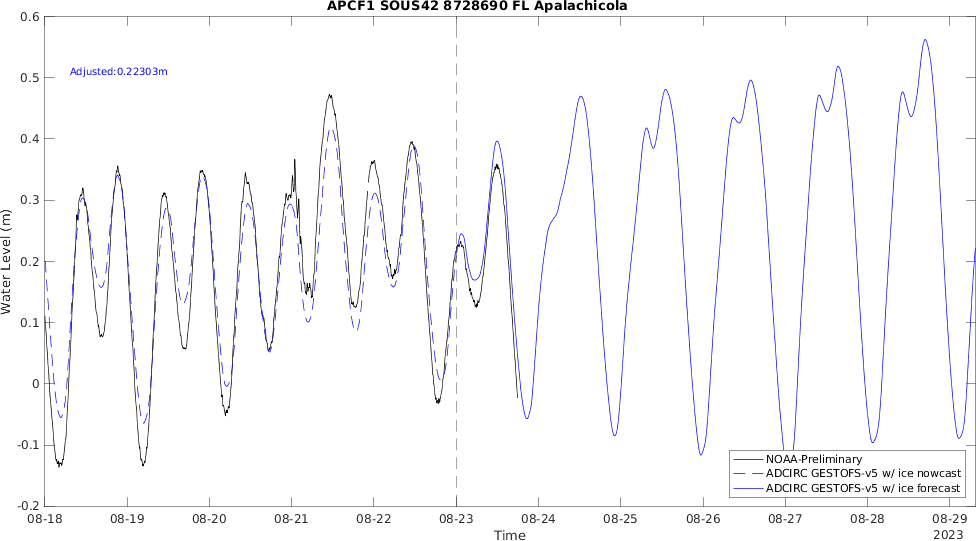 APCF1 SOUS42 8728690 FL Apalachicola
0.6
0.5
0.4
0.3
0.2
0.1
0
-0.1
-0.2
Water Level (m)
Adjusted:0.22303m
NOAA-Preliminary
ADCIRC GESTOFS-v5 w/ ice nowcast
ADCIRC GESTOFS-v5 w/ ice forecast
08-18 08-19 08-20 08-21 08-22 08-23 08-24 08-25 08-26 08-27 08-28 08-29
2023
Time